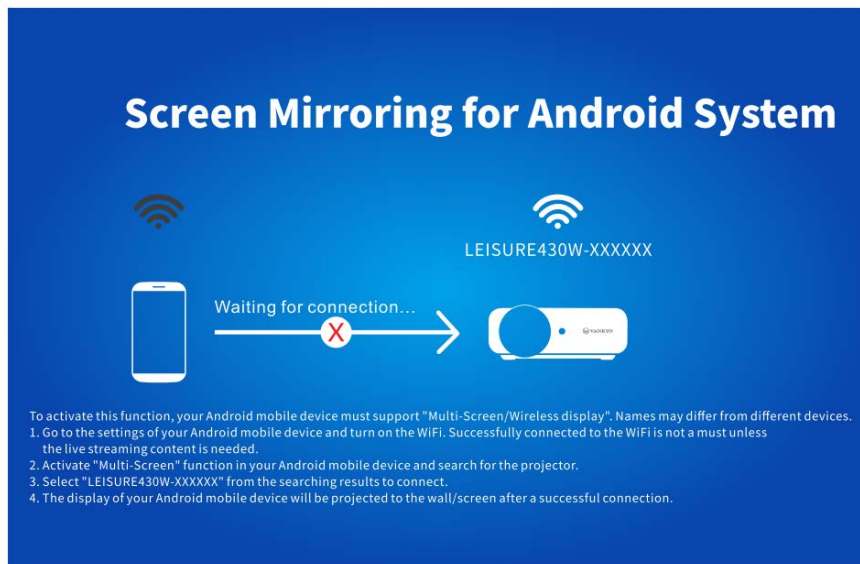 Screen Mirroring for Android System
LEISURE430W-XXXXXX
Waiting for connection...
X
VANKYO
To activate this function, your Android mobile device must support "Multi-Screen/Wireless display". Names may differ from different devices.
1. Go to the settings of your Android mobile device and turn on the WiFi. Successfully connected to the WiFi is not a must unless
the live streaming content is needed.
2. Activate "Multi-Screen" function in your Android mobile device and search for the projector.
3. Select "LEISURE430W-XXXXXX" from the searching results to connect.
4. The display of your Android mobile device will be projected to the wall/screen after a successful connection.